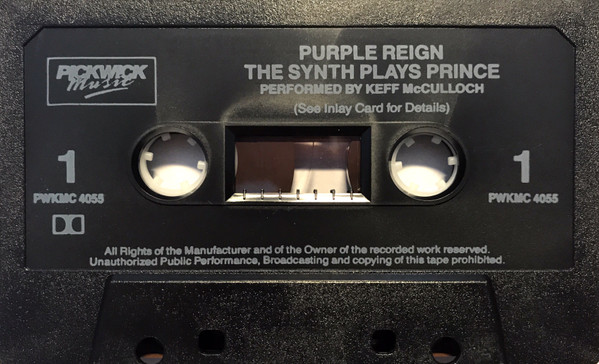 PICKWICK
Music
PURPLE REIGN
THE SYNTH PLAYS PRINCE
PERFORMED BY KEFF McCULLOCH
(See Inlay Card for Details)
1
PWKMC 4055
1
PWKMC 4055
All Rights of the Manufacturer and of the Owner of the recorded work reserved.
Unauthorized Public Performance, Broadcasting and copying of this tape prohibited.